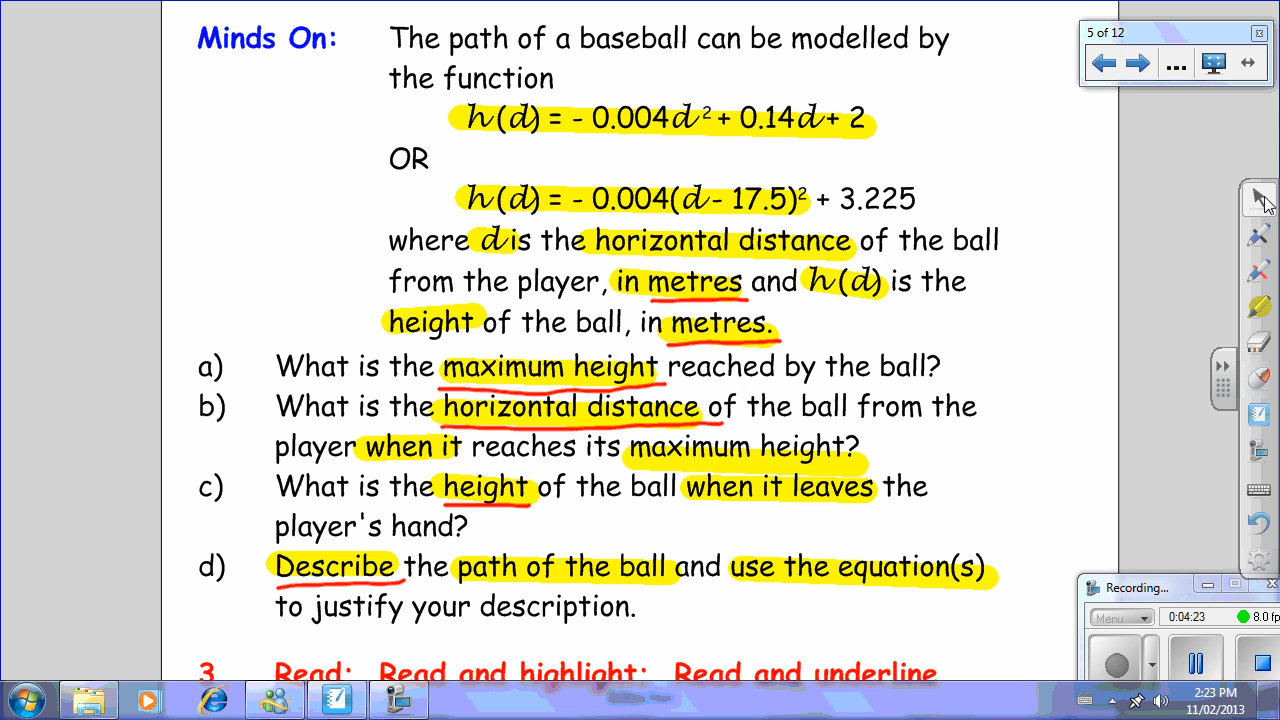 Minds On: The path of a baseball can be modelled by
the function
h(d) = - 0.004d² + 0.14d + 2
OR
h(d) = - 0.004(d - 17.5)² + 3.225
where d is the horizontal distance of the ball
from the player, in metres and h(d) is the
height of the ball, in metres.
a) What is the maximum height reached by the ball?
b) What is the horizontal distance of the ball from the
player when it reaches its maximum height?
c) What is the height of the ball when it leaves the
player's hand?
d) Describe the path of the ball and use the equation(s)
to justify your description.
3 Read: Read and highlight: Read and underline
5 of 12
...
Recording...
Menu
0:04:23
8.0 fp
2:23 PM
11/02/2013